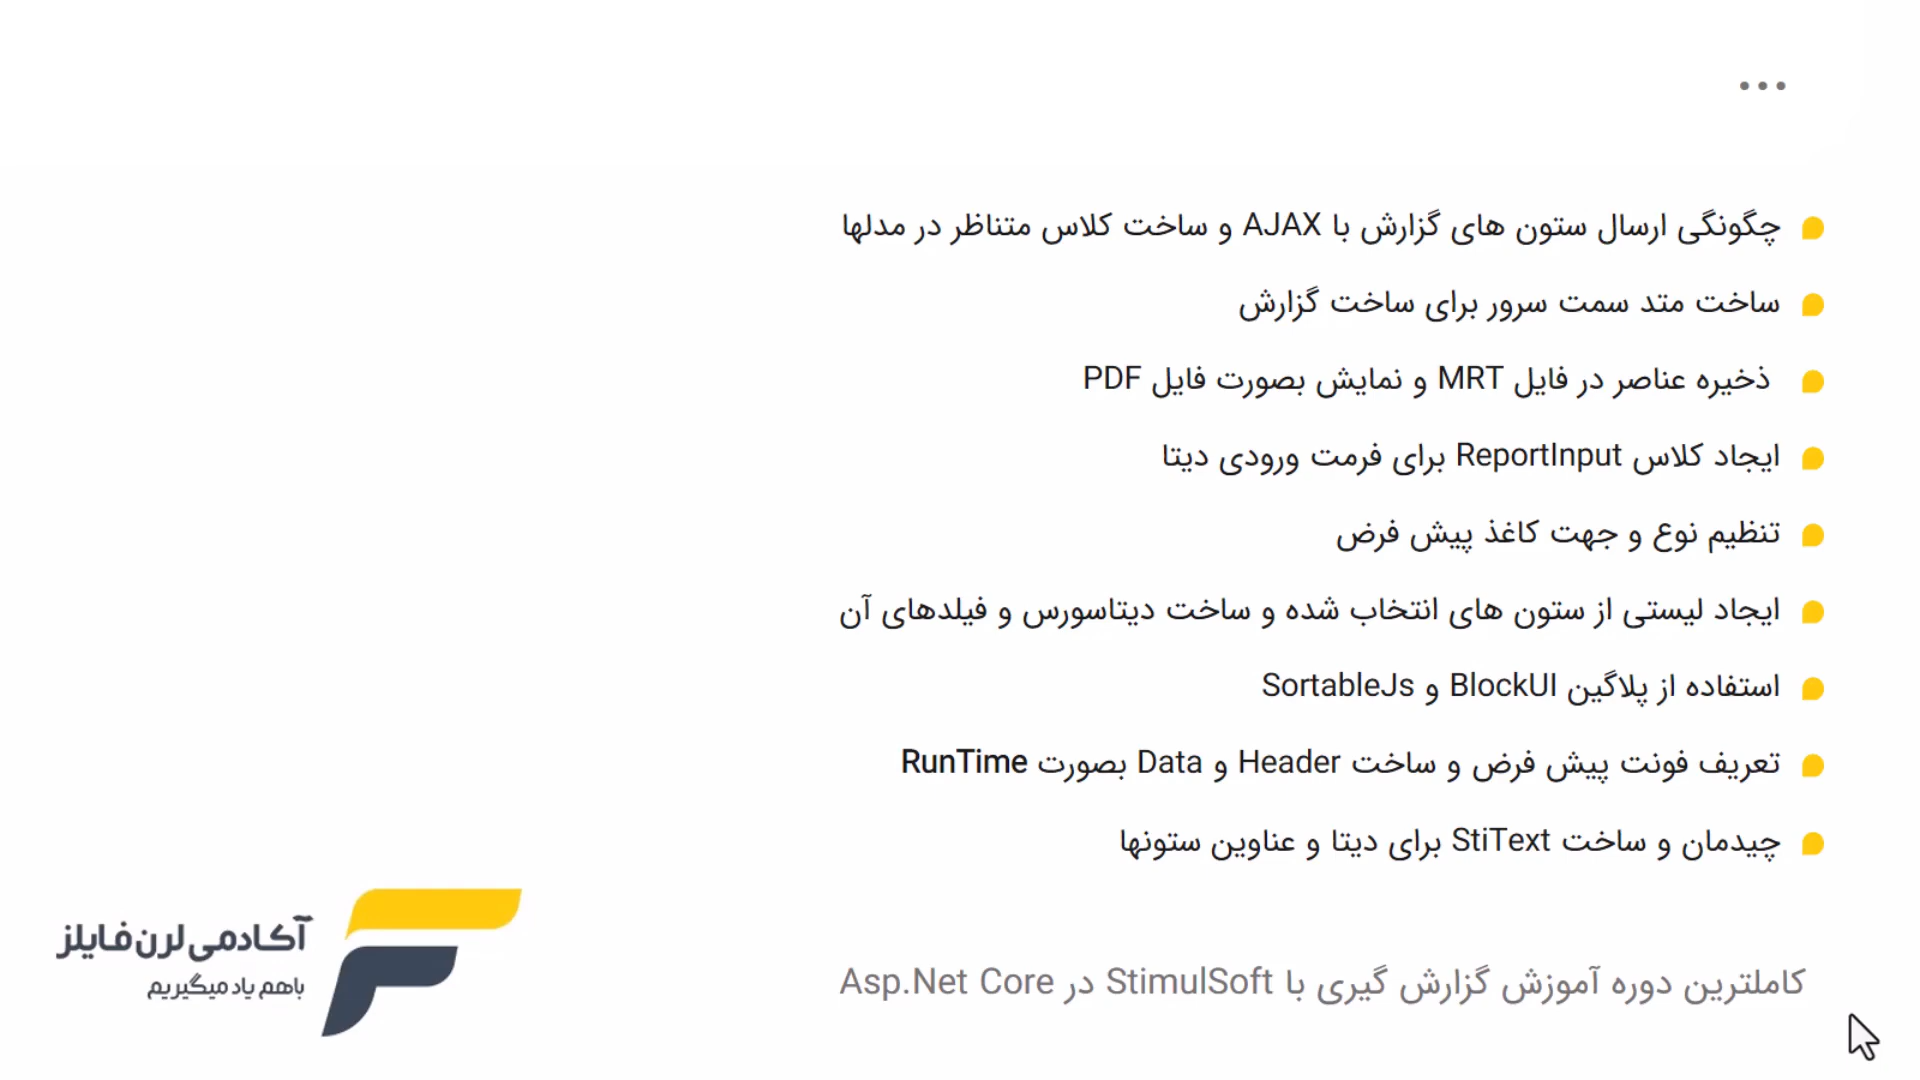 ...
چگونگی ارسال ستون های گزارش با AJAX و ساخت کلاس متناظر در مدلها
ساخت متد سمت سرور برای ساخت گزارش
ذخیره عناصر در فایل MRT و نمایش بصورت فایل PDF
ایجاد کلاس ReportInput برای فرمت ورودی دیتا
تنظیم نوع و جهت کاغذ پیش فرض
ایجاد لیستی از ستون های انتخاب شده و ساخت دیتاسورس و فیلدهای آن
استفاده از پلاگین BlockUI و SortableJs
تعریف فونت پیش فرض و ساخت Header و Data بصورت RunTime
چیدمان و ساخت StiText برای دیتا و عناوین ستونها
آکادمی لرن فایلز
باهم یاد میگیریم
کاملترین دوره آموزش گزارش گیری با StimulSoft در Asp.Net Core